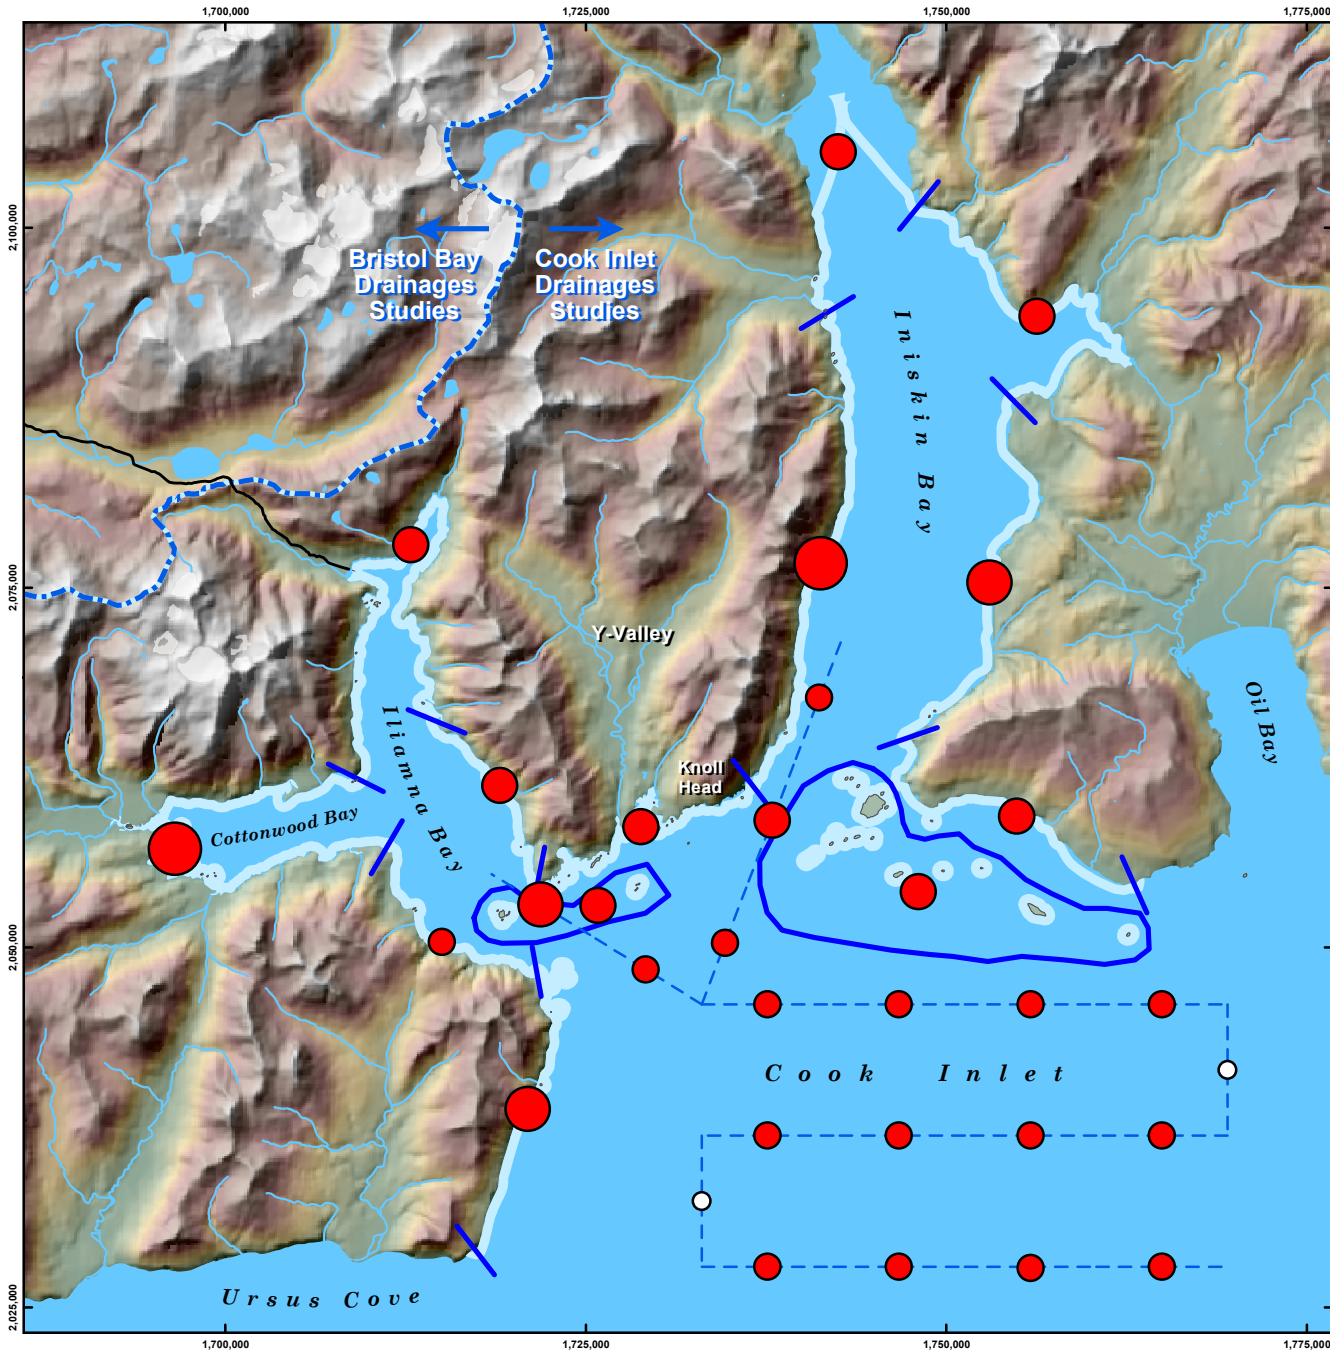 1,700,000
1,725,000
1,750,000
1,775,000
2,100,000
Bristol Bay
Drainages
Studies
Cook Inlet
Drainages
Studies
Iniskin Bay
2,075,000
Y-Valley
Oil Bay
Iliamna Bay
Knoll
Head
Cottonwood Bay
2,050,000
Cook Inlet
Ursus Cove
2,025,000
1,700,000
1,725,000
1,750,000
1,775,000